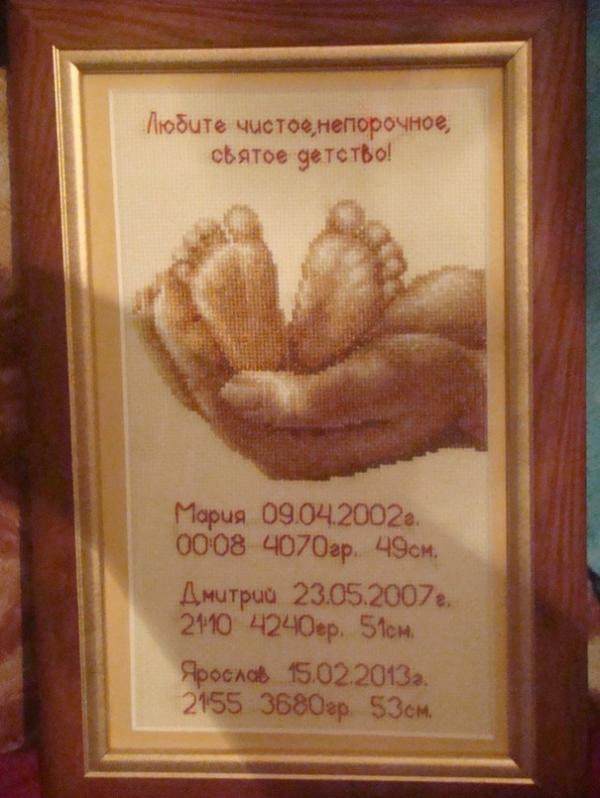 Любите чистое,непорочное,
святое детство!
Мария 09.04.2002г.
00:08 4070гр. 49см.
Дмитрий 23.05.2007г.
21:10 4240гр. 51см.
Ярослав 15.02.2013г.
21:55 3680гр. 53см.